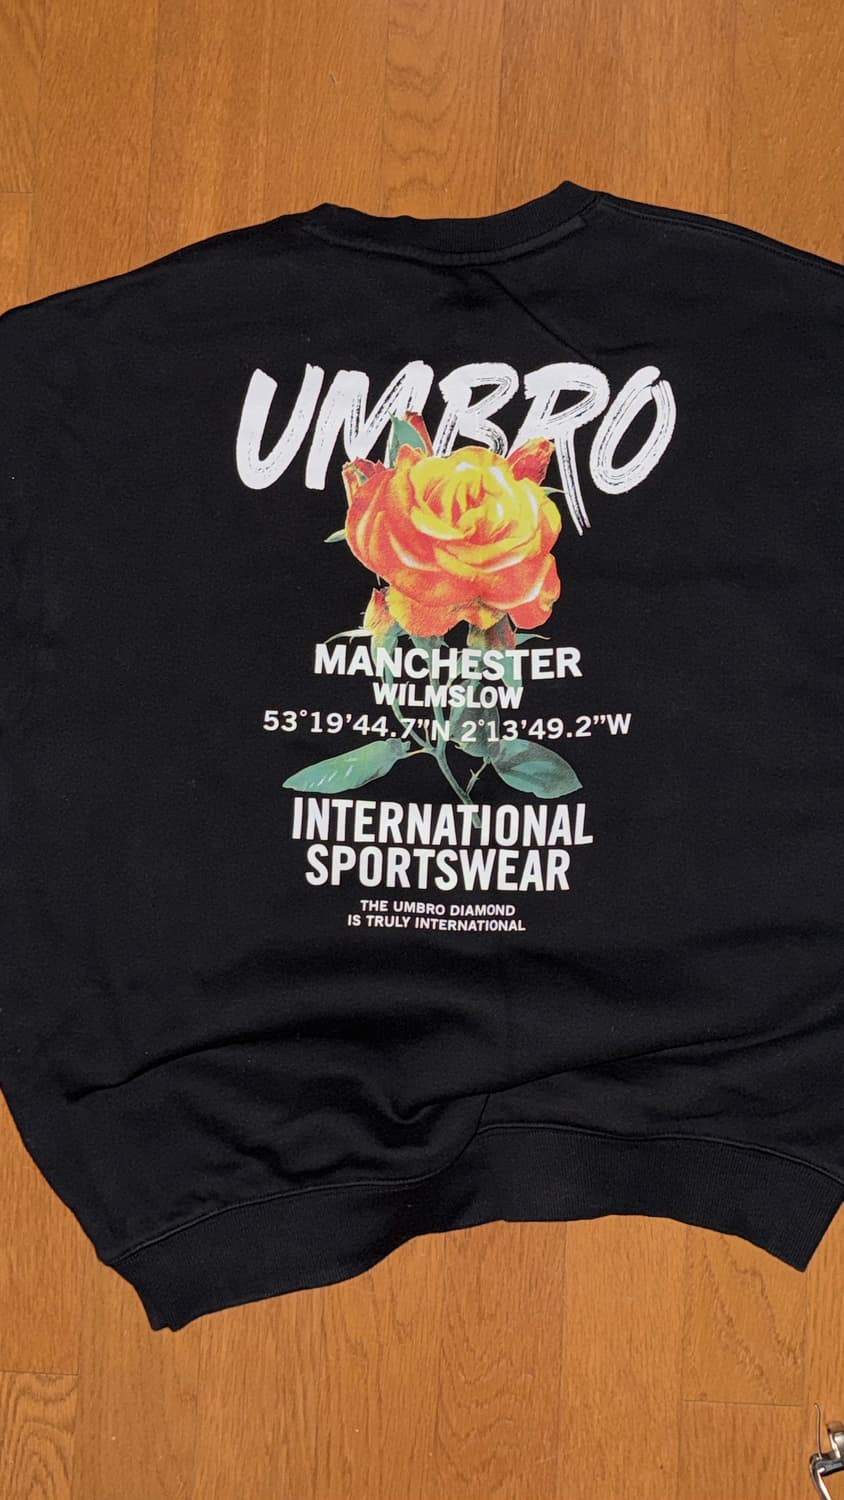 UMBRO
MANCHESTER
WILMSLOW
53°19’44.7”N 2°13’49.2”W
INTERNATIONAL
SPORTSWEAR
THE UMBRO DIAMOND
IS TRULY INTERNATIONAL